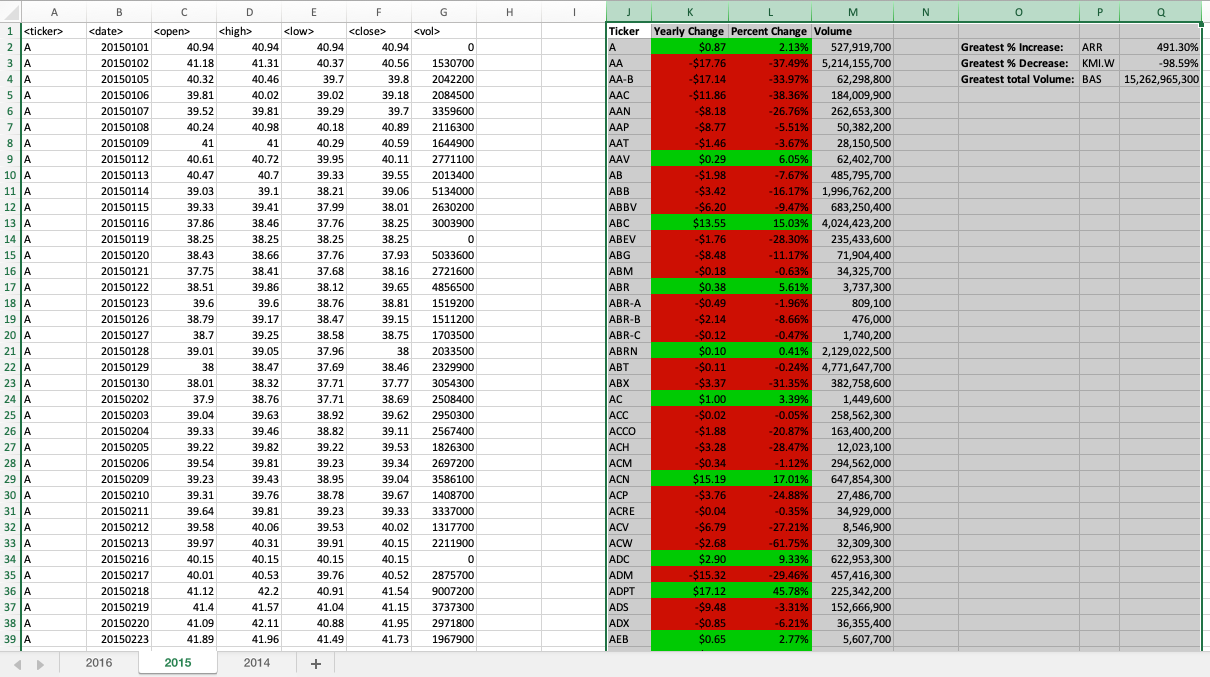 A B C D E F G H I J K L M N O P Q
1 <ticker> <date> <open> <high> <low> <close> <vol> Ticker Yearly Change Percent Change Volume
2 A 20150101 40.94 40.94 40.94 40.94 0 A $0.87 2.13% 527,919,700 Greatest % Increase: ARR 491.30%
3 A 20150102 41.18 41.31 40.37 40.56 1530700 AA -$17.76 -37.49% 5,214,155,700 Greatest % Decrease: KMI.W -98.59%
4 A 20150105 40.32 40.46 39.7 39.8 2042200 AA-B -$17.14 -33.97% 62,298,800 Greatest total Volume: BAS 15,262,965,300
5 A 20150106 39.81 40.02 39.02 39.18 2084500 AAC -$11.86 -38.36% 184,009,900
6 A 20150107 39.52 39.81 39.29 39.7 3359600 AAN -$8.18 -26.76% 262,653,300
7 A 20150108 40.24 40.98 40.18 40.89 2116300 AAP -$8.77 -5.51% 50,382,200
8 A 20150109 41 41 40.29 40.59 1644900 AAT -$1.46 -3.67% 28,150,500
9 A 20150112 40.61 40.72 39.95 40.11 2771100 AAV $0.29 6.05% 62,402,700
10 A 20150113 40.47 40.7 39.33 39.55 2013400 AB -$1.98 -7.67% 485,795,700
11 A 20150114 39.03 39.1 38.21 39.06 5134000 ABB -$3.42 -16.17% 1,996,762,200
12 A 20150115 39.33 39.41 37.99 38.01 2630200 ABBV -$6.20 -9.47% 683,250,400
13 A 20150116 37.86 38.46 37.76 38.25 3003900 ABC $13.55 15.03% 4,024,423,200
14 A 20150119 38.25 38.25 38.25 38.25 0 ABEV -$1.76 -28.30% 235,433,600
15 A 20150120 38.43 38.66 37.76 37.93 5033600 ABG -$8.48 -11.17% 71,904,400
16 A 20150121 37.75 38.41 37.68 38.16 2721600 ABM -$0.18 -0.63% 34,325,700
17 A 20150122 38.51 39.86 38.12 39.65 4856500 ABR $0.38 5.61% 3,737,300
18 A 20150123 39.6 39.6 38.76 38.81 1519200 ABR-A -$0.49 -1.96% 809,100
19 A 20150126 38.79 39.17 38.47 39.15 1511200 ABR-B -$2.14 -8.66% 476,000
20 A 20150127 38.7 39.25 38.58 38.75 1703500 ABR-C -$0.12 -0.47% 1,740,200
21 A 20150128 39.01 39.05 37.96 38 2033500 ABRN $0.10 0.41% 2,129,022,500
22 A 20150129 38 38.47 37.69 38.46 2329900 ABT -$0.11 -0.24% 4,771,647,700
23 A 20150130 38.01 38.32 37.71 37.77 3054300 ABX -$3.37 -31.35% 382,758,600
24 A 20150202 37.9 38.76 37.71 38.69 2508400 AC $1.00 3.39% 1,449,600
25 A 20150203 39.04 39.63 38.92 39.62 2950300 ACC -$0.02 -0.05% 258,562,300
26 A 20150204 39.33 39.46 38.82 39.11 2567400 ACCO -$1.88 -20.87% 163,400,200
27 A 20150205 39.22 39.82 39.22 39.53 1826300 ACH -$3.28 -28.47% 12,023,100
28 A 20150206 39.54 39.81 39.23 39.34 2697200 ACM -$0.34 -1.12% 294,562,000
29 A 20150209 39.23 39.43 38.95 39.04 3586100 ACN $15.19 17.01% 647,854,300
30 A 20150210 39.31 39.76 38.78 39.67 1408700 ACP -$3.76 -24.88% 27,486,700
31 A 20150211 39.64 39.81 39.23 39.33 3337000 ACRE -$0.04 -0.35% 34,929,000
32 A 20150212 39.58 40.06 39.53 40.02 1317700 ACV -$6.79 -27.21% 8,546,900
33 A 20150213 39.97 40.31 39.91 40.15 2211900 ACW -$2.68 -61.75% 32,309,300
34 A 20150216 40.15 40.15 40.15 40.15 0 ADC $2.90 9.33% 622,953,300
35 A 20150217 40.01 40.53 39.76 40.52 2875700 ADM -$15.32 -29.46% 457,416,300
36 A 20150218 41.12 42.2 40.91 41.54 9007200 ADPT $17.12 45.78% 225,342,200
37 A 20150219 41.4 41.57 41.04 41.15 3737300 ADS -$9.48 -3.31% 152,666,900
38 A 20150220 41.09 42.11 40.88 41.95 2971800 ADX -$0.85 -6.21% 36,355,400
39 A 20150223 41.89 41.96 41.49 41.73 1967900 AEB $0.65 2.77% 5,607,700
2016 2015 2014 +